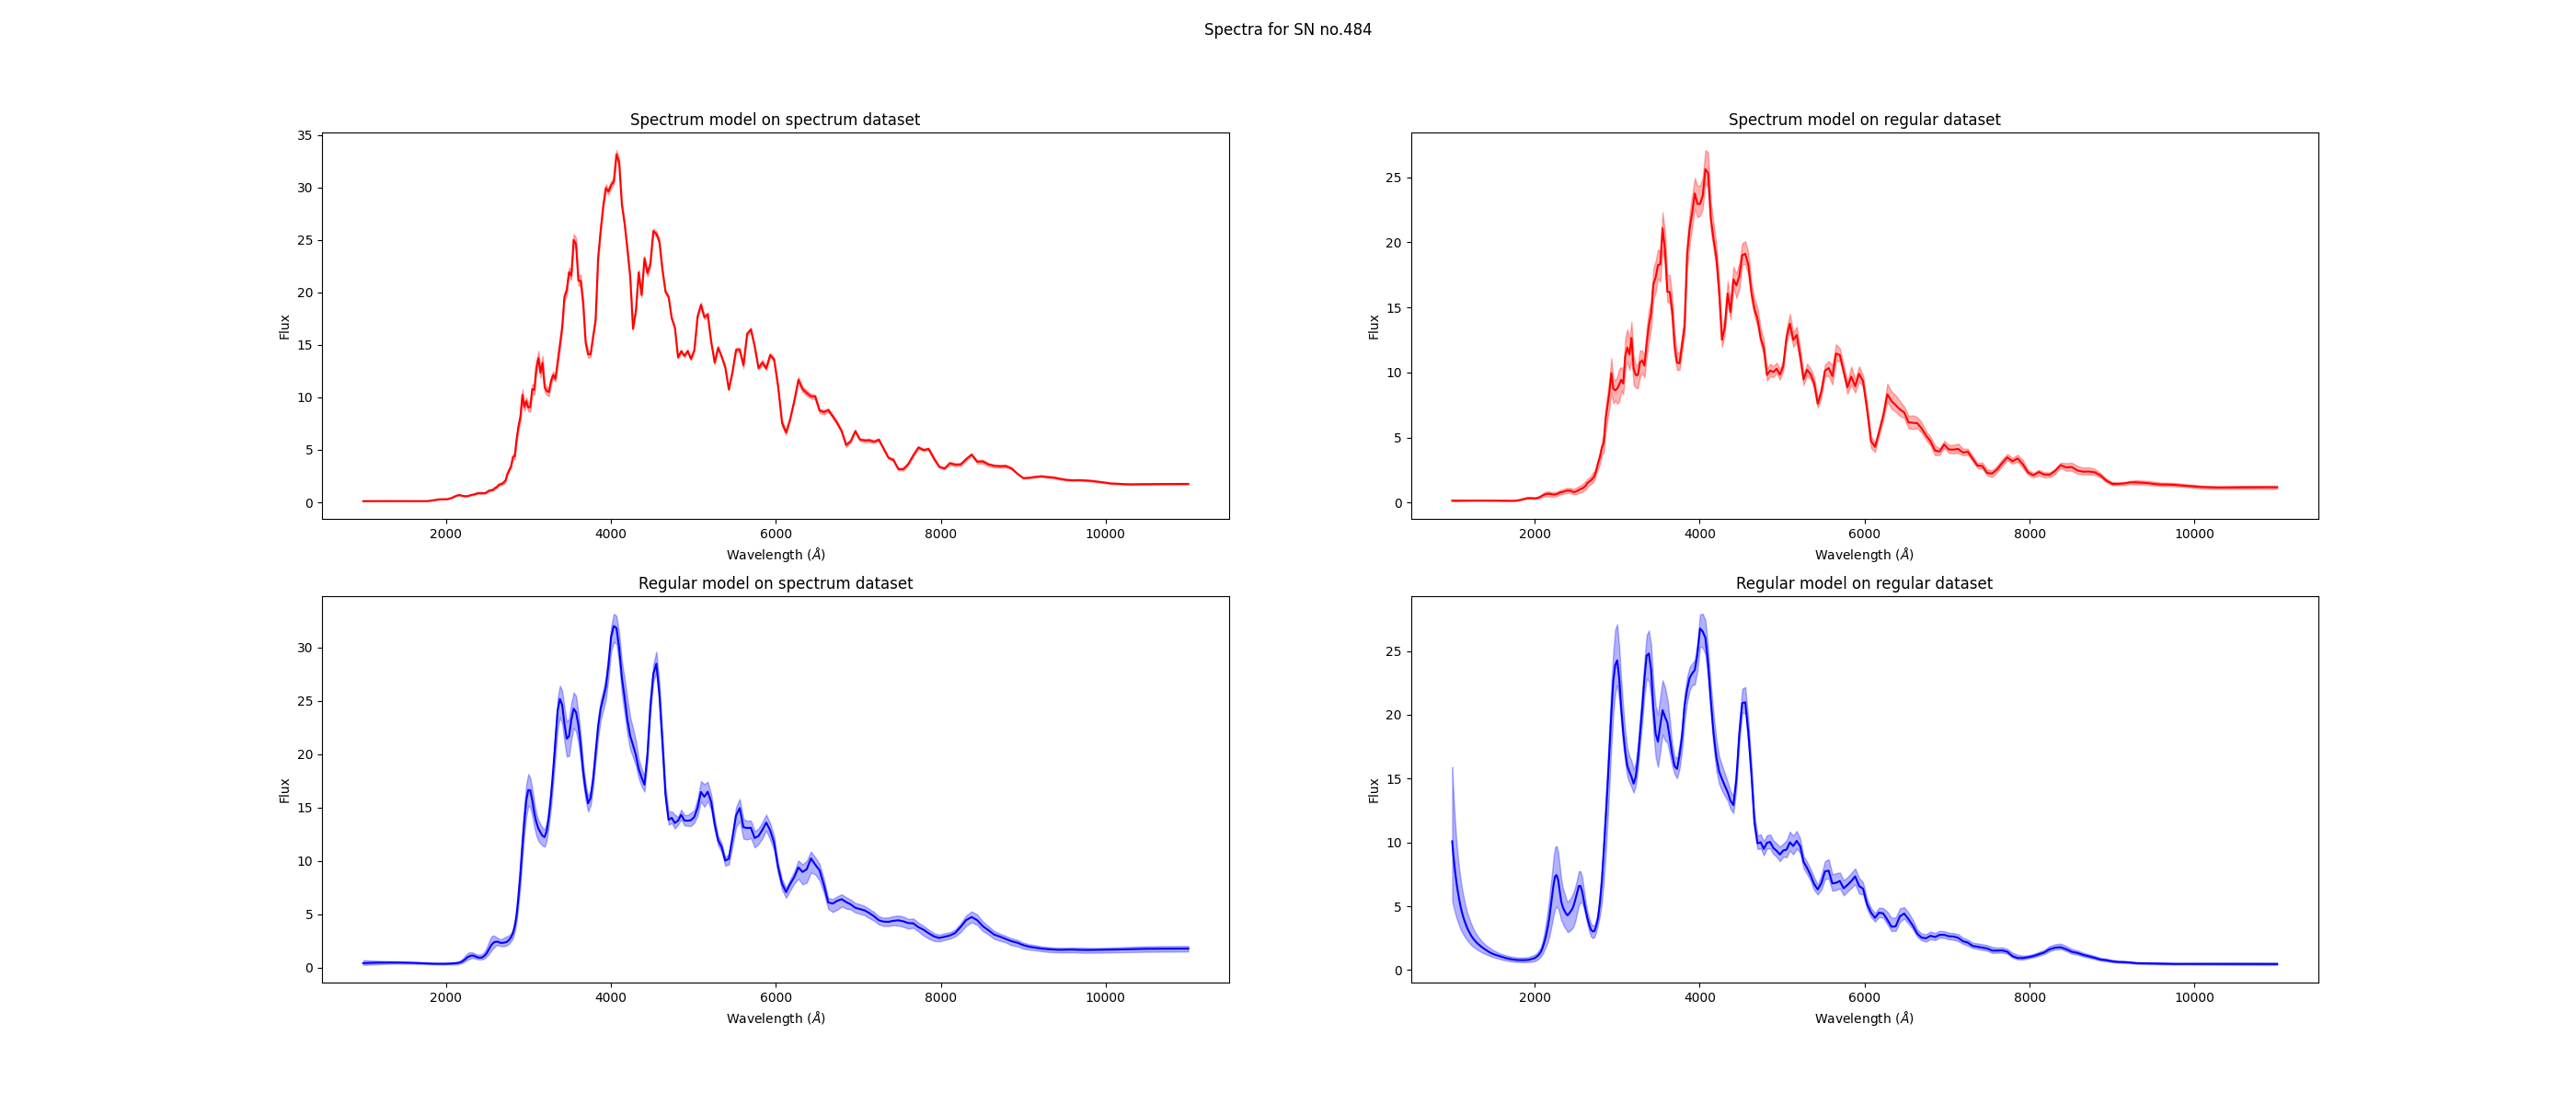 Spectra for SN no.484
Spectrum model on spectrum dataset
35
30
25
20
15
10
5
0
Flux
2000 4000 6000 8000 10000
Wavelength (Å)
Spectrum model on regular dataset
25
20
15
10
5
0
Flux
2000 4000 6000 8000 10000
Wavelength (Å)
Regular model on spectrum dataset
30
25
20
15
10
5
0
Flux
2000 4000 6000 8000 10000
Wavelength (Å)
Regular model on regular dataset
25
20
15
10
5
0
Flux
2000 4000 6000 8000 10000
Wavelength (Å)